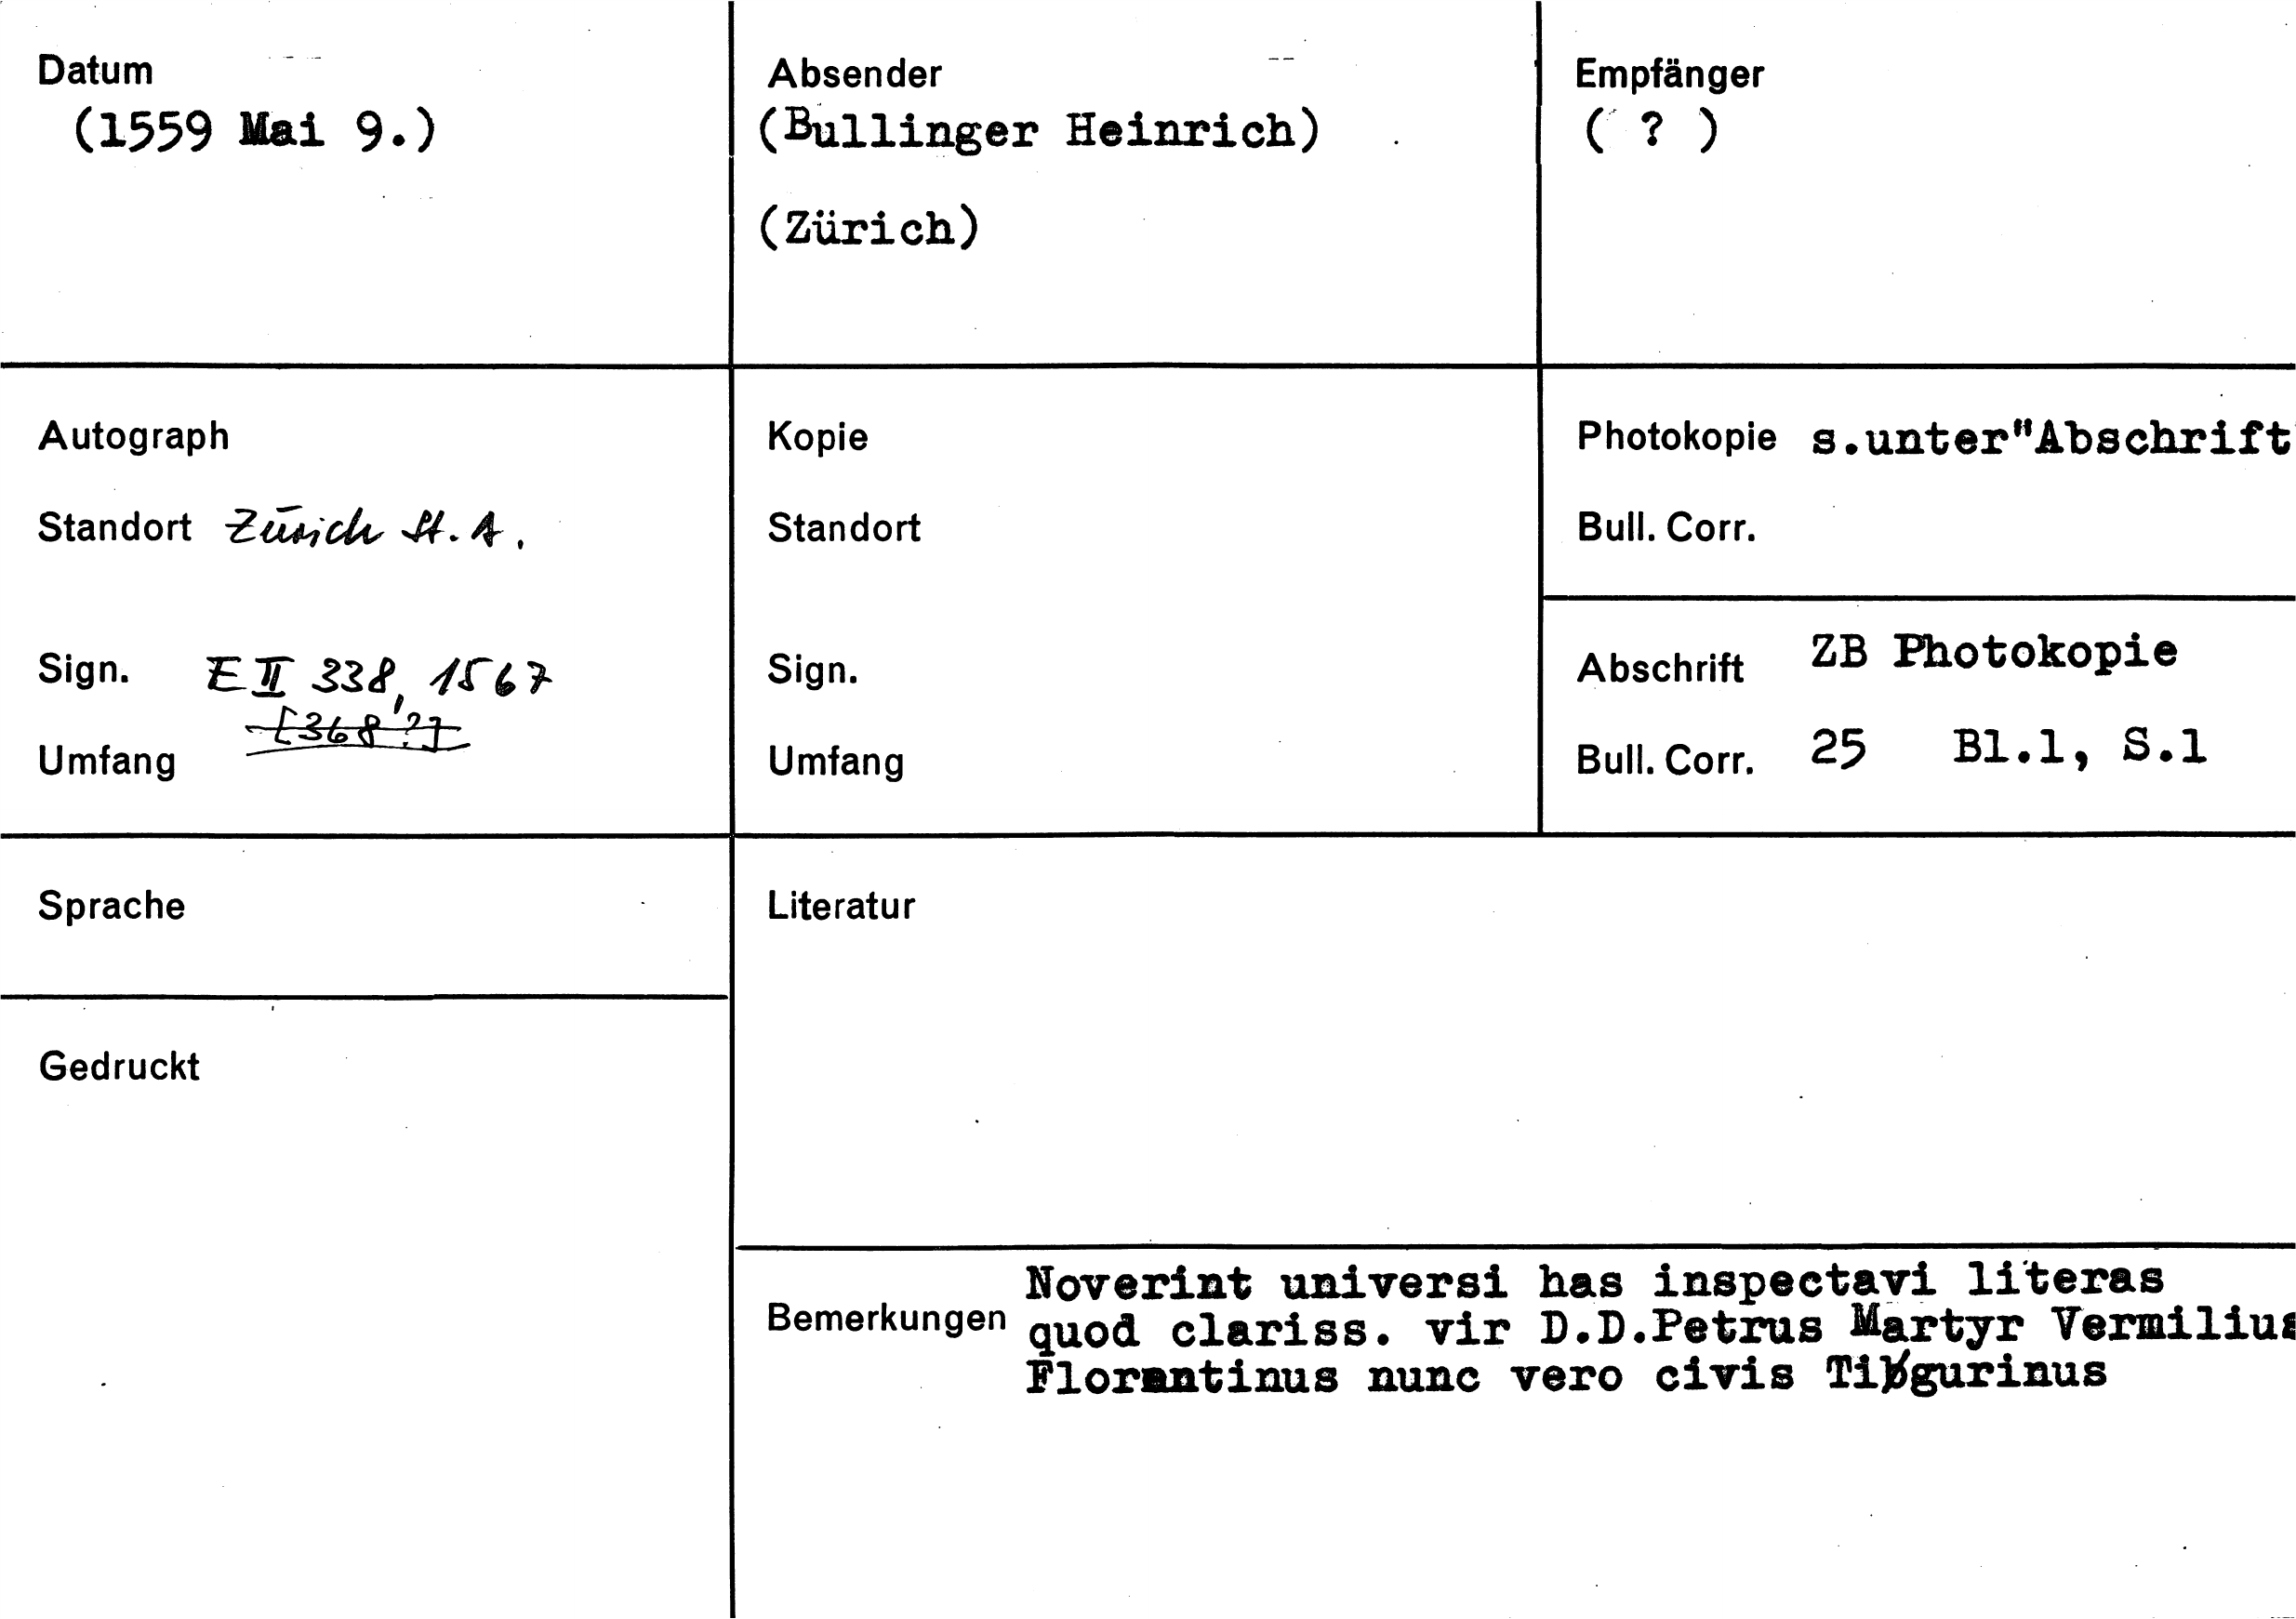 Datum
(1559 Mai 9.)
Absender
(Bullinger Heinrich)
(Zürich)
Empfänger
( ? )
Autograph
Standort Zürich St. A.
Sign. E II 338, 1567
[368?]
Umfang
Kopie
Standort
Sign.
Umfang
Photokopie s.unter"Abschrift
Bull. Corr.
Abschrift ZB Photokopie
Bull. Corr. 25 Bl.1, S.1
Sprache
Gedruckt
Literatur
Bemerkungen Noverint universi has inspectavi literas
quod clariss. vir D.D.Petrus Martyr Vermilius
Florantinus nunc vero civis Tigurinus